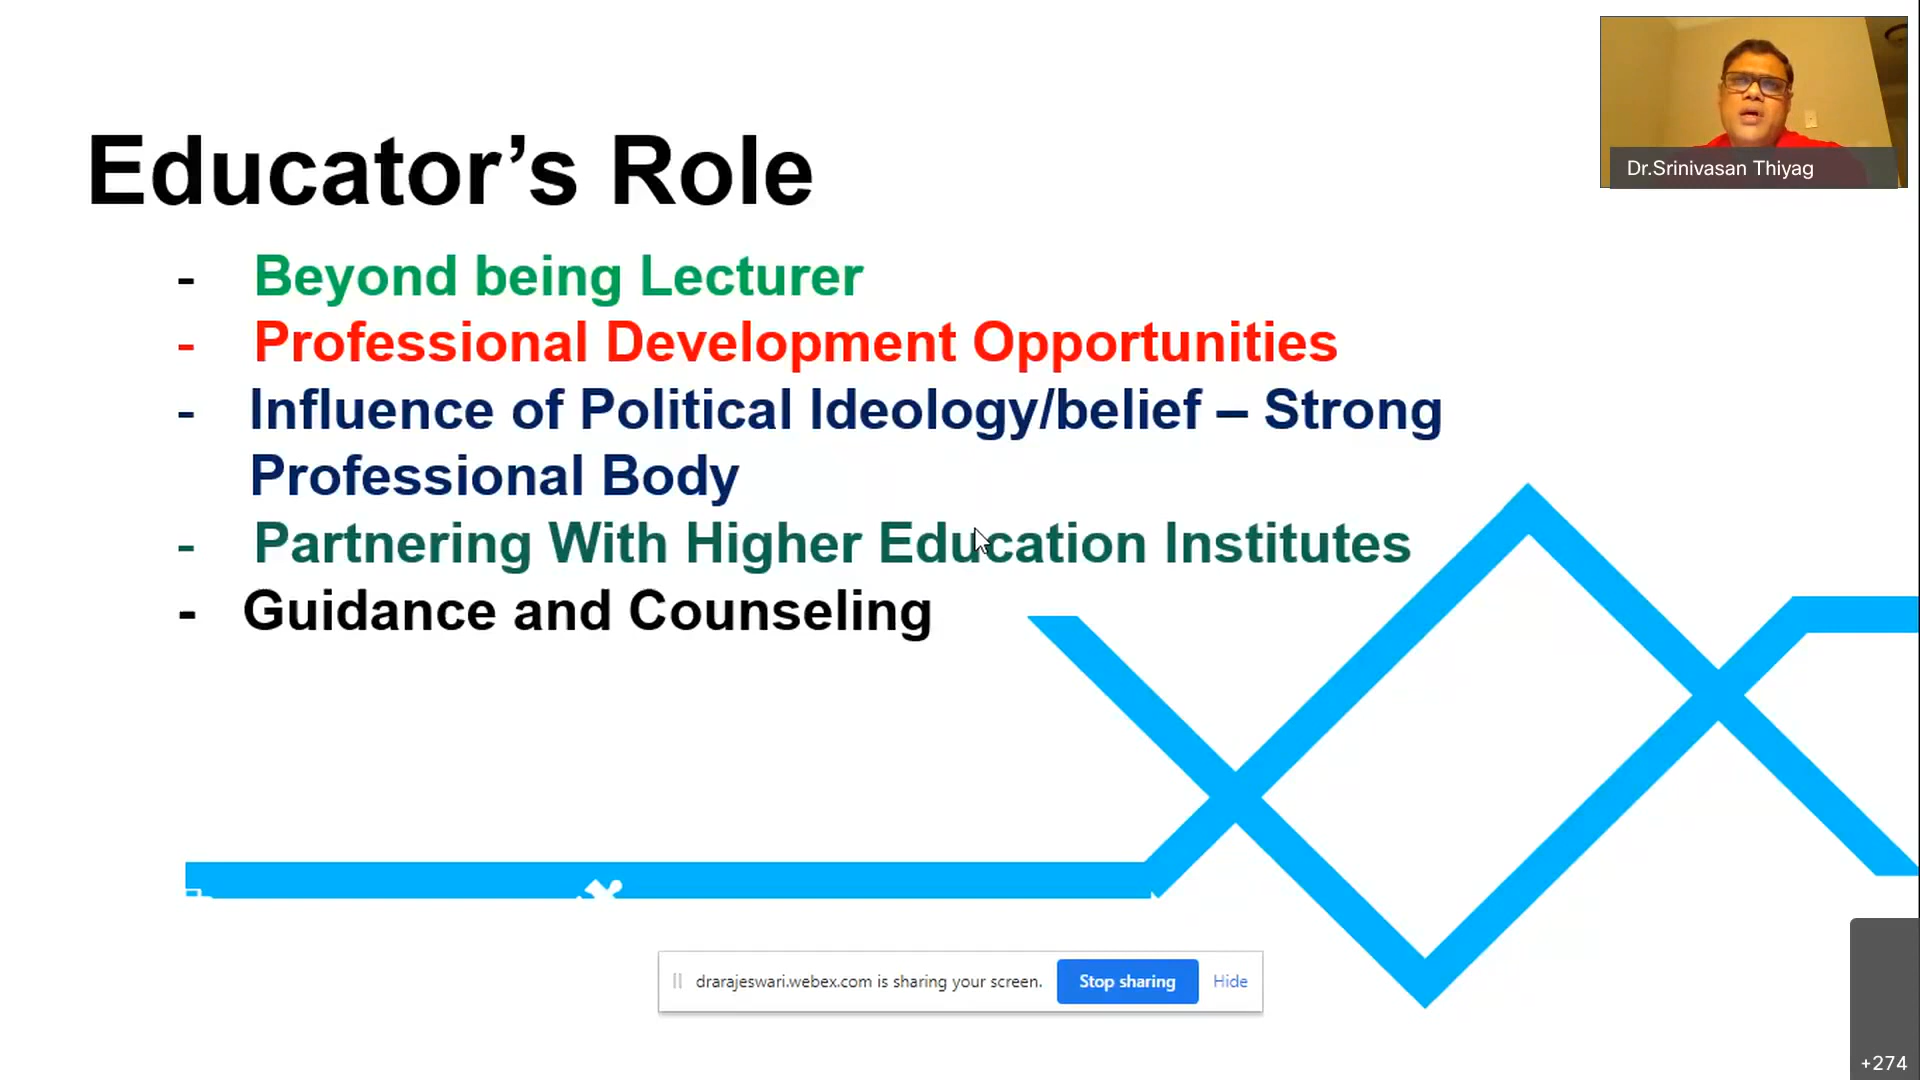 Dr.Srinivasan Thiyag
Educator’s Role
- Beyond being Lecturer
- Professional Development Opportunities
- Influence of Political Ideology/belief – Strong
Professional Body
- Partnering With Higher Education Institutes
- Guidance and Counseling
drarajeswari.webex.com is sharing your screen. Stop sharing Hide
+274